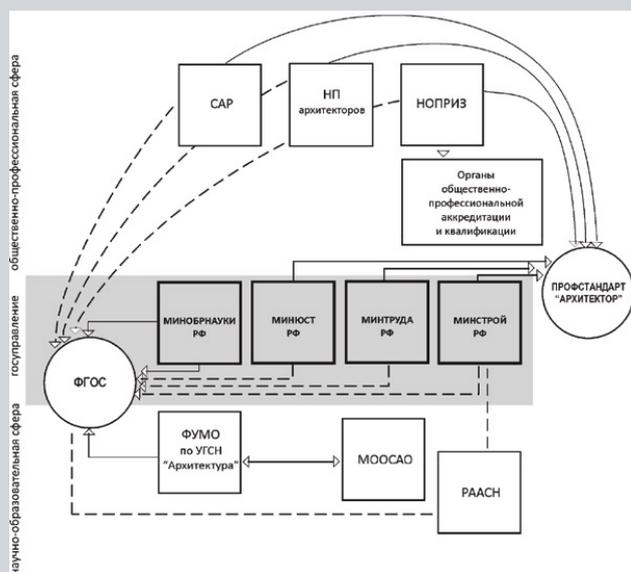 общественно-профессиональная сфера
САР
НП
архитекторов
НОПРИЗ
Органы
общественно-
профессиональной
аккредитации
и квалификации
ПРОФСТАНДАРТ
"АРХИТЕКТОР"
госуправление
МИНОБРНАУКИ
РФ
МИНЮСТ
РФ
МИНТРУДА
РФ
МИНСТРОЙ
РФ
ФГОС
научно-образовательная сфера
ФУМО
по УГСН
"Архитектура"
МООСАО
РААСН